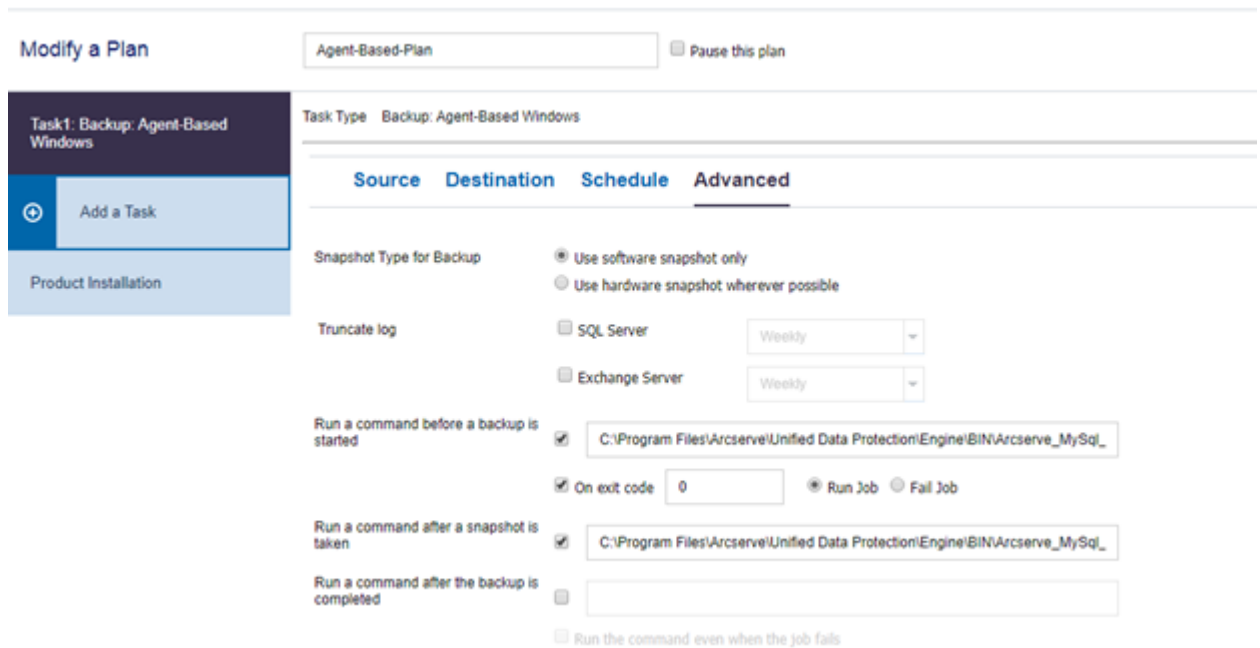 Modify a Plan
Agent-Based-Plan
Pause this plan
Task1: Backup: Agent-Based
Windows
Add a Task
Product Installation
Task Type Backup: Agent-Based Windows
Source Destination Schedule Advanced
Snapshot Type for Backup
Use software snapshot only
Use hardware snapshot wherever possible
Truncate log
SQL Server
Weekly
Exchange Server
Weekly
Run a command before a backup is
started
C:\Program Files\Arcserve\Unified Data Protection\Engine\BIN\Arcserve_MySql_
On exit code
0
Run Job
Fail Job
Run a command after a snapshot is
taken
C:\Program Files\Arcserve\Unified Data Protection\Engine\BIN\Arcserve_MySql_
Run a command after the backup is
completed
Run the command even when the job fails